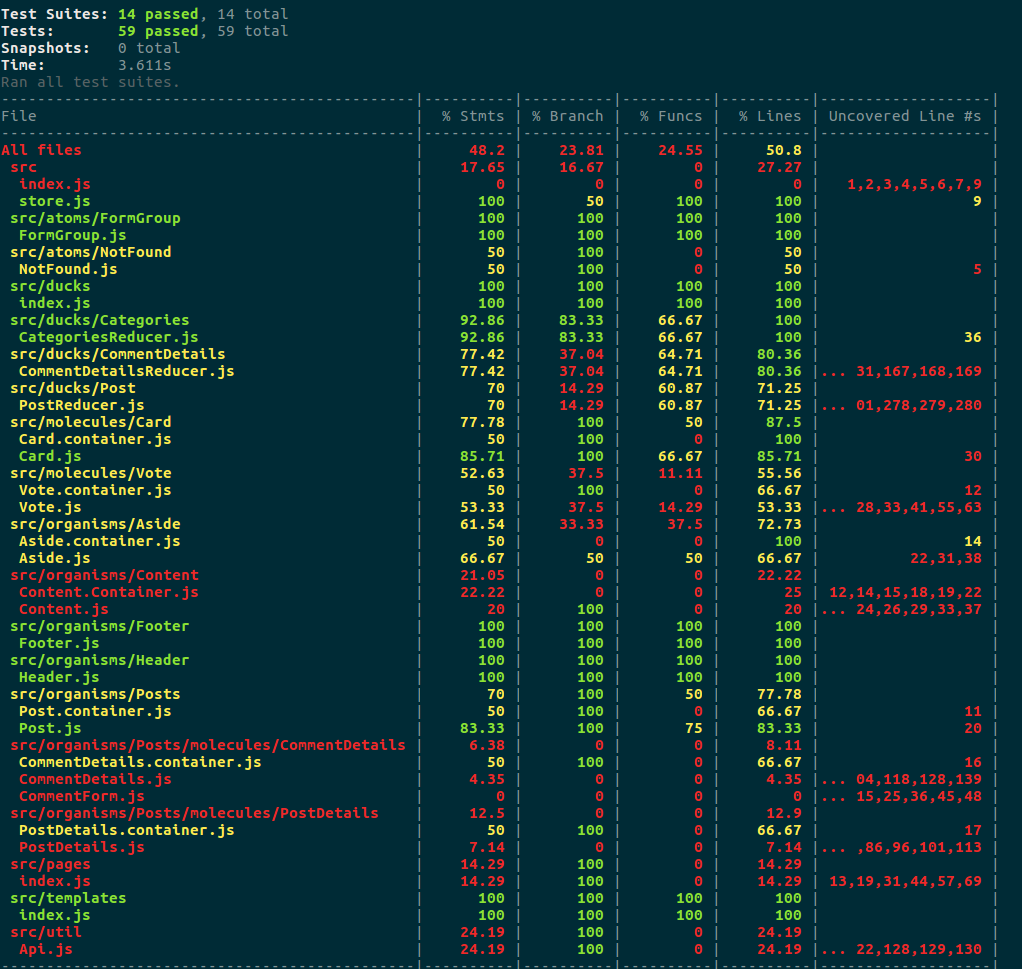 Test Suites: 14 passed, 14 total
Tests:       59 passed, 59 total
Snapshots:   0 total
Time:        3.611s
Ran all test suites.
----------------------------------------------|----------|----------|----------|----------|-------------------|
File                                          |  % Stmts | % Branch |  % Funcs |  % Lines | Uncovered Line #s |
----------------------------------------------|----------|----------|----------|----------|-------------------|
All files                                     |     48.2 |    23.81 |    24.55 |     50.8 |                   |
 src                                          |    17.65 |    16.67 |        0 |    27.27 |                   |
  index.js                                    |        0 |        0 |        0 |        0 |   1,2,3,4,5,6,7,9 |
  store.js                                    |      100 |       50 |      100 |      100 |                 9 |
 src/atoms/FormGroup                          |      100 |      100 |      100 |      100 |                   |
  FormGroup.js                                |      100 |      100 |      100 |      100 |                   |
 src/atoms/NotFound                           |       50 |      100 |        0 |       50 |                   |
  NotFound.js                                 |       50 |      100 |        0 |       50 |                 5 |
 src/ducks                                    |      100 |      100 |      100 |      100 |                   |
  index.js                                    |      100 |      100 |      100 |      100 |                   |
 src/ducks/Categories                         |    92.86 |    83.33 |    66.67 |      100 |                   |
  CategoriesReducer.js                        |    92.86 |    83.33 |    66.67 |      100 |                36 |
 src/ducks/CommentDetails                     |    77.42 |    37.04 |    64.71 |    80.36 |                   |
  CommentDetailsReducer.js                    |    77.42 |    37.04 |    64.71 |    80.36 |... 31,167,168,169 |
 src/ducks/Post                               |       70 |    14.29 |    60.87 |    71.25 |                   |
  PostReducer.js                              |       70 |    14.29 |    60.87 |    71.25 |... 01,278,279,280 |
 src/molecules/Card                           |    77.78 |      100 |       50 |     87.5 |                   |
  Card.container.js                           |       50 |      100 |        0 |      100 |                   |
  Card.js                                     |    85.71 |      100 |    66.67 |    85.71 |                30 |
 src/molecules/Vote                           |    52.63 |     37.5 |    11.11 |    55.56 |                   |
  Vote.container.js                           |       50 |      100 |        0 |    66.67 |                12 |
  Vote.js                                     |    53.33 |     37.5 |    14.29 |    53.33 |... 28,33,41,55,63 |
 src/organisms/Aside                          |    61.54 |    33.33 |     37.5 |    72.73 |                   |
  Aside.container.js                          |       50 |        0 |        0 |      100 |                14 |
  Aside.js                                    |    66.67 |       50 |       50 |    66.67 |          22,31,38 |
 src/organisms/Content                        |    21.05 |        0 |        0 |    22.22 |                   |
  Content.Container.js                        |    22.22 |        0 |        0 |       25 | 12,14,15,18,19,22 |
  Content.js                                  |       20 |      100 |        0 |       20 |... 24,26,29,33,37 |
 src/organisms/Footer                         |      100 |      100 |      100 |      100 |                   |
  Footer.js                                   |      100 |      100 |      100 |      100 |                   |
 src/organisms/Header                         |      100 |      100 |      100 |      100 |                   |
  Header.js                                   |      100 |      100 |      100 |      100 |                   |
 src/organisms/Posts                          |       70 |      100 |       50 |    77.78 |                   |
  Post.container.js                           |       50 |      100 |        0 |    66.67 |                11 |
  Post.js                                     |    83.33 |      100 |       75 |    83.33 |                20 |
 src/organisms/Posts/molecules/CommentDetails |     6.38 |        0 |        0 |     8.11 |                   |
  CommentDetails.container.js                 |       50 |      100 |        0 |    66.67 |                16 |
  CommentDetails.js                           |     4.35 |        0 |        0 |     4.35 |... 04,118,128,139 |
  CommentForm.js                              |        0 |        0 |        0 |        0 |... 15,25,36,45,48 |
 src/organisms/Posts/molecules/PostDetails    |     12.5 |        0 |        0 |     12.9 |                   |
  PostDetails.container.js                    |       50 |      100 |        0 |    66.67 |                17 |
  PostDetails.js                              |     7.14 |        0 |        0 |     7.14 |... ,86,96,101,113 |
 src/pages                                    |    14.29 |      100 |        0 |    14.29 |                   |
  index.js                                    |    14.29 |      100 |        0 |    14.29 | 13,19,31,44,57,69 |
 src/templates                                |      100 |      100 |      100 |      100 |                   |
  index.js                                    |      100 |      100 |      100 |      100 |                   |
 src/util                                     |    24.19 |      100 |        0 |    24.19 |                   |
  Api.js                                      |    24.19 |      100 |        0 |    24.19 |... 22,128,129,130 |
----------------------------------------------|----------|----------|----------|----------|-------------------|